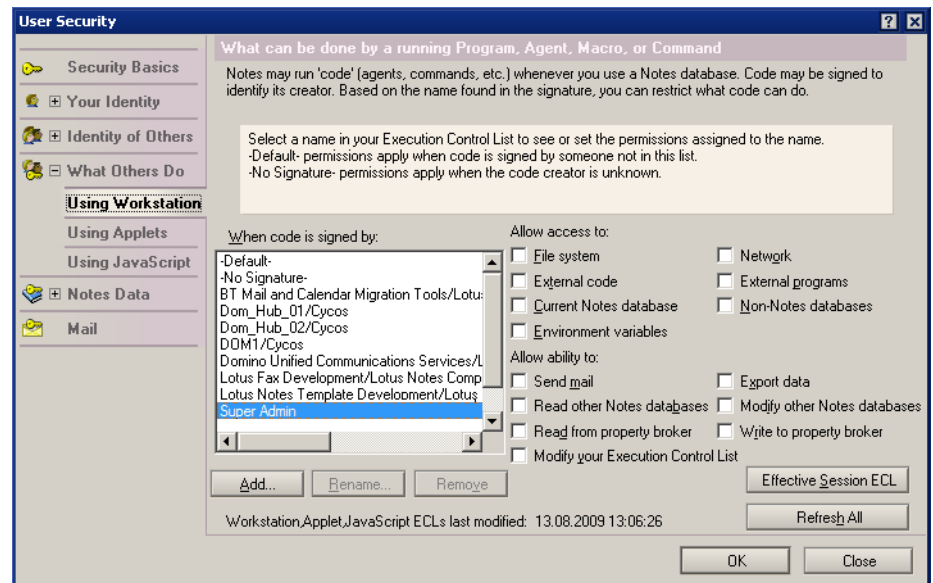 User Security
Security Basics
Your Identity
Identity of Others
What Others Do
Using Workstation
Using Applets
Using JavaScript
Notes Data
Mail
What can be done by a running Program, Agent, Macro, or Command
Notes may run 'code' (agents, commands, etc.) whenever you use a Notes database. Code may be signed to
identify its creator. Based on the name found in the signature, you can restrict what code can do.
Select a name in your Execution Control List to see or set the permissions assigned to the name.
-Default- permissions apply when code is signed by someone not in this list.
-No Signature- permissions apply when the code creator is unknown.
When code is signed by:
-Default-
-No Signature-
BT Mail and Calendar Migration Tools/Lotu:
Dom_Hub_01/Cycos
Dom_Hub_02/Cycos
DOM1/Cycos
Domino Unified Communications Services/L
Lotus Fax Development/Lotus Notes Comp
Lotus Notes Template Development/Lotus
Super Admin
Allow access to:
File system Network
External code External programs
Current Notes database Non-Notes databases
Environment variables
Allow ability to:
Send mail Export data
Read other Notes databases Modify other Notes databases
Read from property broker Write to property broker
Modify your Execution Control List
Add... Rename... Remove
Effective Session ECL
Workstation,Applet,JavaScript ECLs last modified: 13.08.2009 13:06:26
Refresh All
OK Close